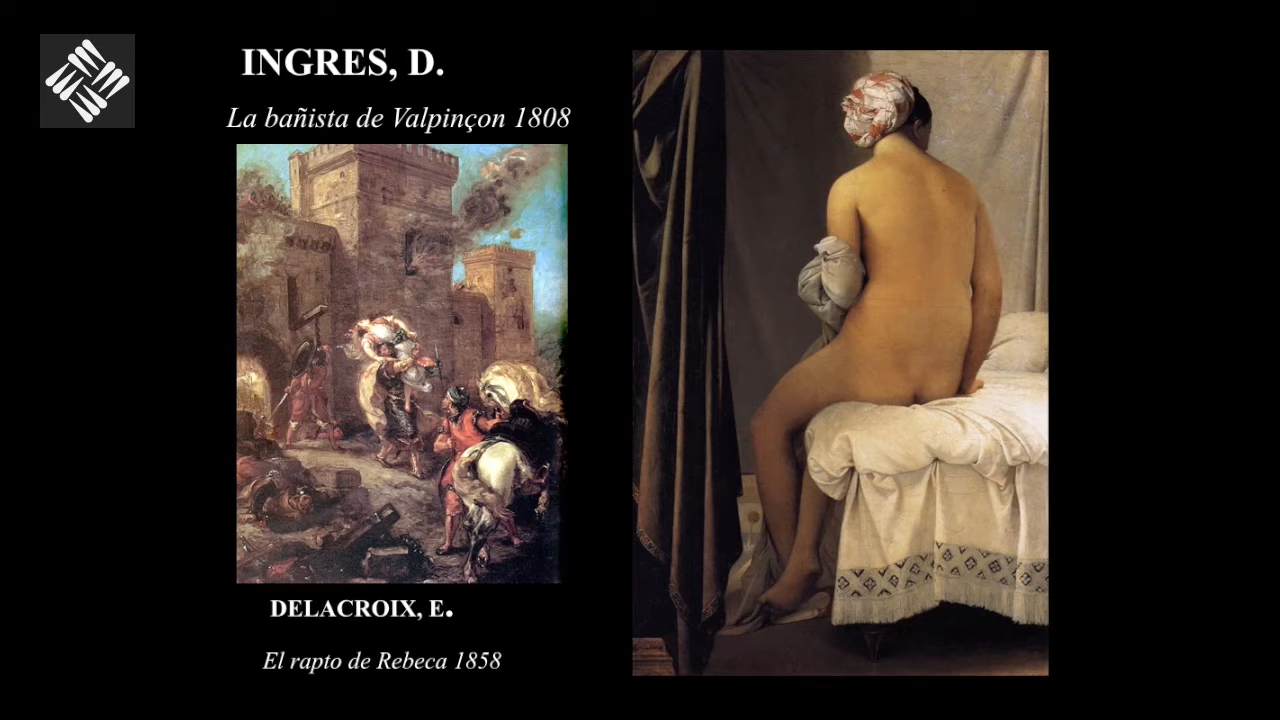 INGRES, D.
La bañista de Valpinçon 1808
DELACROIX, E.
El rapto de Rebeca 1858